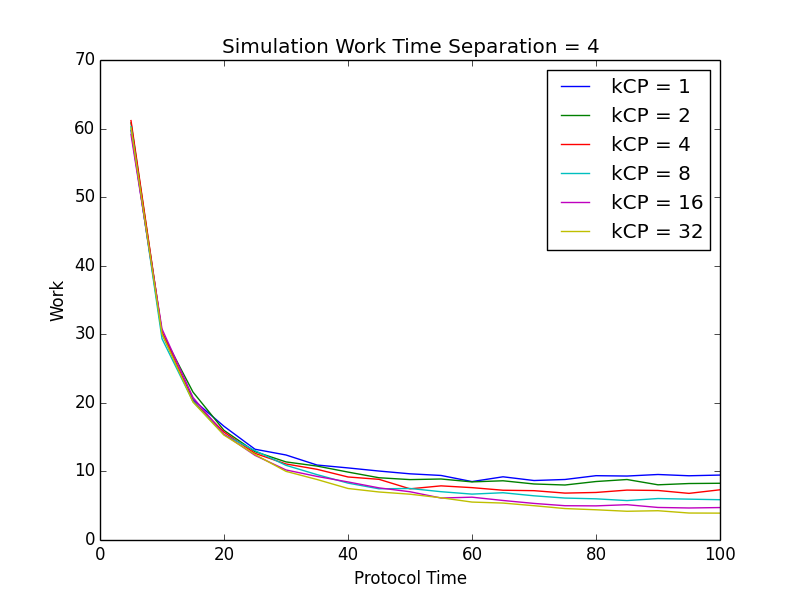 Simulation Work Time Separation = 4
70
60
50
40
30
20
10
0
Work
kCP = 1
kCP = 2
kCP = 4
kCP = 8
kCP = 16
kCP = 32
0 20 40 60 80 100
Protocol Time